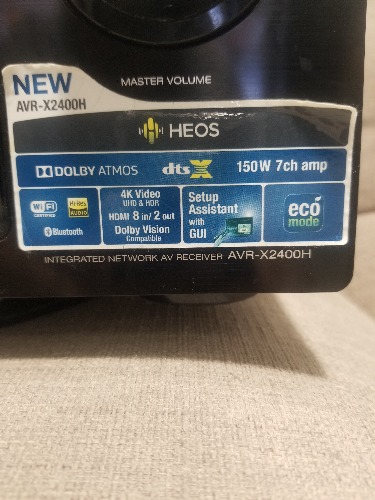 NEW
MASTER VOLUME
AVR-X2400H
HEOS
DOLBY ATMOS dts X 150W 7ch amp
WiFi CERTIFIED
Hi-Res AUDIO
Bluetooth
4K Video
UHD & HDR
HDMI 8 in/ 2 out
Dolby Vision
Compatible
Setup
Assistant
with
GUI
eco
mode
INTEGRATED NETWORK AV RECEIVER AVR-X2400H